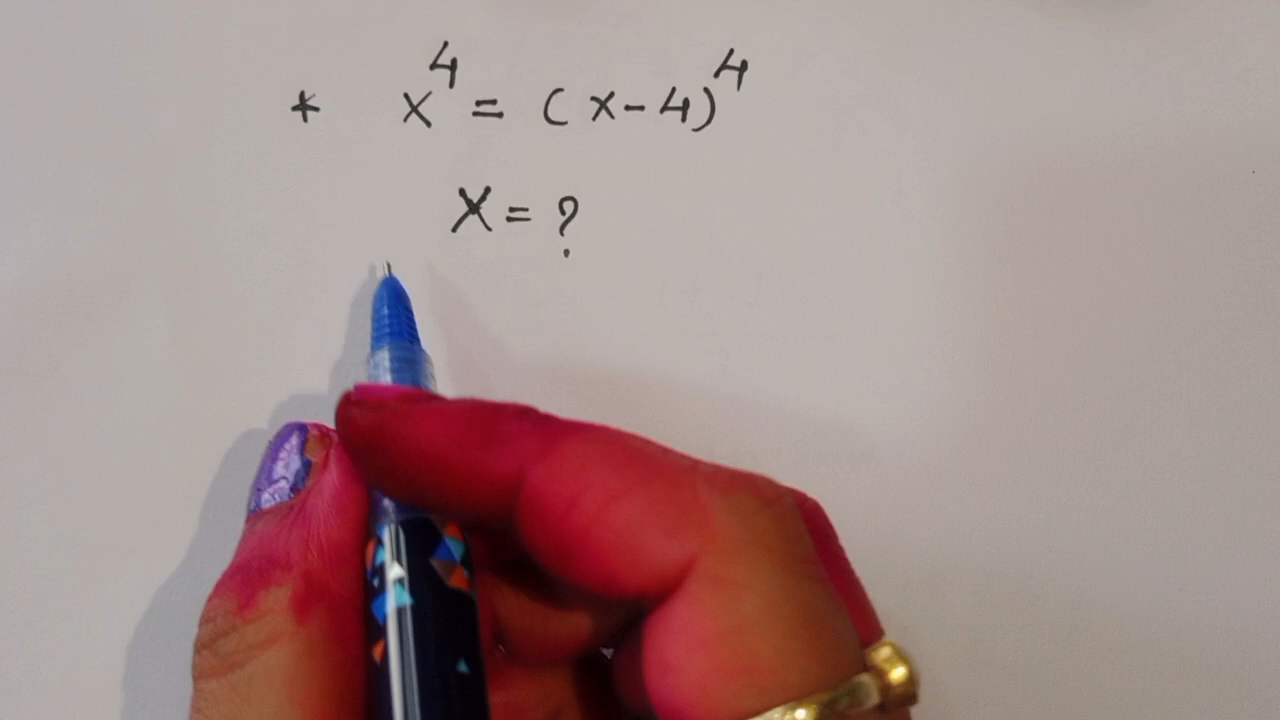 * x⁴ = (x-4)⁴
X = ?